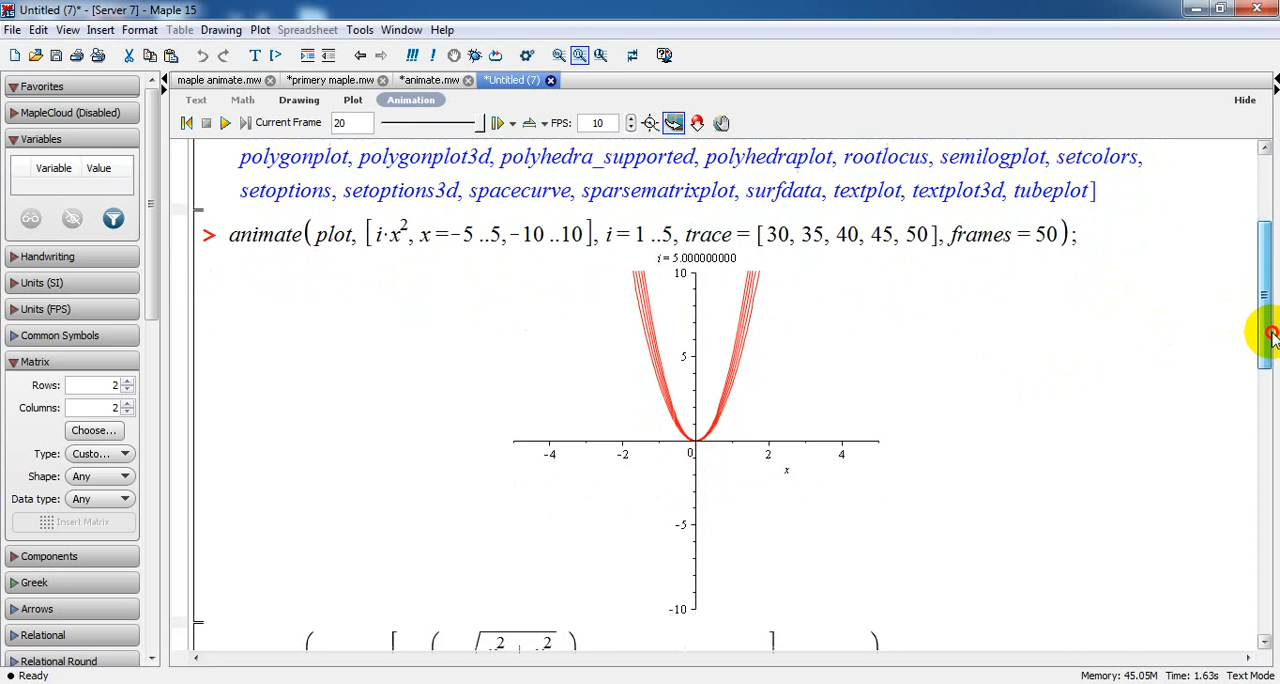 Untitled (7)* - [Server 7] - Maple 15
File Edit View Insert Format Table Drawing Plot Spreadsheet Tools Window Help
maple animate.mw *primery maple.mw *animate.mw *Untitled (7)
Text Math Drawing Plot Animation Hide
Current Frame 20 FPS: 10
Favorites
MapleCloud (Disabled)
Variables
Variable Value
Handwriting
Units (SI)
Units (FPS)
Common Symbols
Matrix
Rows: 2
Columns: 2
Choose...
Type: Custo...
Shape: Any
Data type: Any
Insert Matrix
Components
Greek
Arrows
Relational
Relational Round
polygonplot, polygonplot3d, polyhedra_supported, polyhedraplot, rootlocus, semilogplot, setcolors,
setoptions, setoptions3d, spacecurve, sparsematrixplot, surfdata, textplot, textplot3d, tubeplot]
> animate(plot, [i·x², x=−5 ..5,−10 ..10], i=1 ..5, trace=[30, 35, 40, 45, 50], frames=50);
i = 5.000000000
10
5
-4 -2 0 2 4
x
-5
-10
Ready Memory: 45.05M Time: 1.63s Text Mode